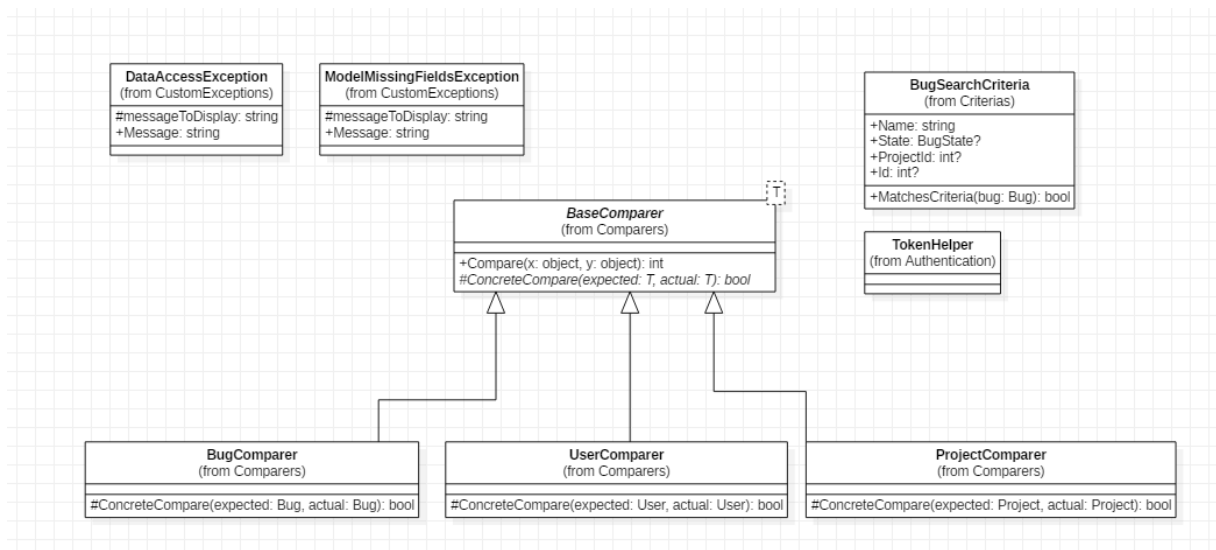 DataAccessException
(from CustomExceptions)
#messageToDisplay: string
+Message: string
ModelMissingFieldsException
(from CustomExceptions)
#messageToDisplay: string
+Message: string
BugSearchCriteria
(from Criterias)
+Name: string
+State: BugState?
+ProjectId: int?
+Id: int?
+MatchesCriteria(bug: Bug): bool
T
BaseComparer
(from Comparers)
+Compare(x: object, y: object): int
#ConcreteCompare(expected: T, actual: T): bool
TokenHelper
(from Authentication)
BugComparer
(from Comparers)
#ConcreteCompare(expected: Bug, actual: Bug): bool
UserComparer
(from Comparers)
#ConcreteCompare(expected: User, actual: User): bool
ProjectComparer
(from Comparers)
#ConcreteCompare(expected: Project, actual: Project): bool